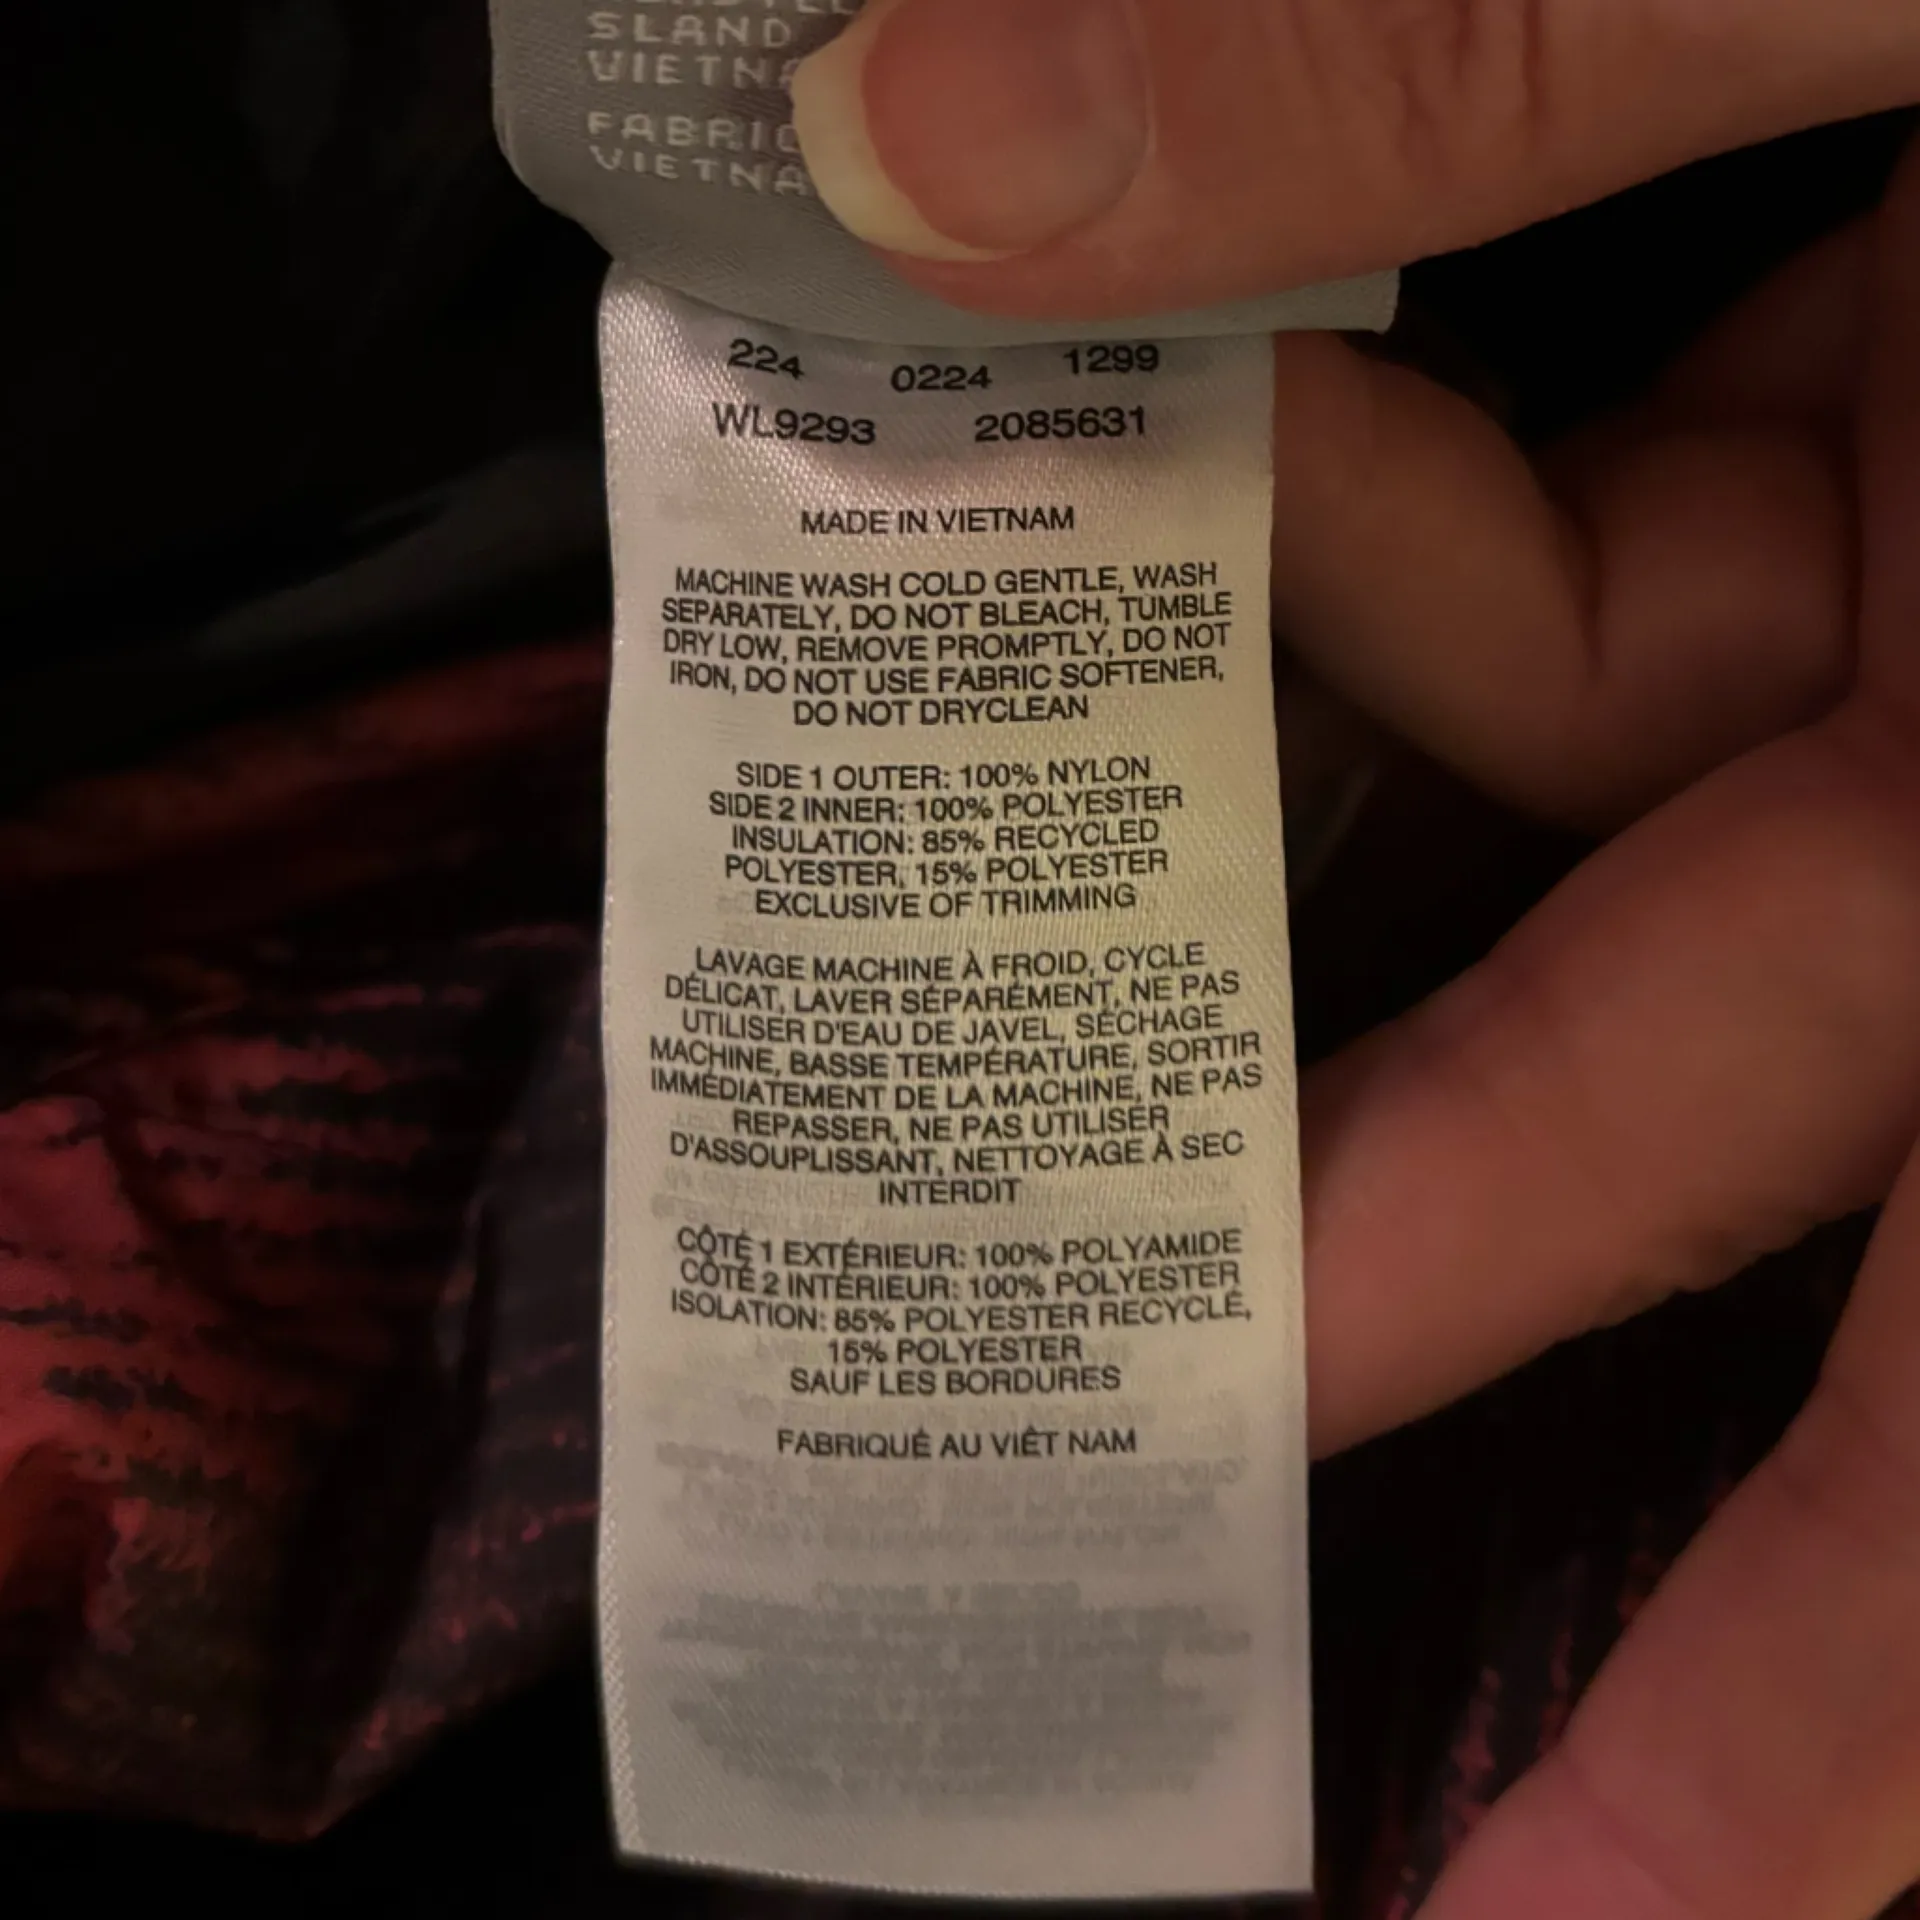 SLAND
VIETNA
FABRIC
VIETNA
224 0224 1299
WL9293 2085631
MADE IN VIETNAM
MACHINE WASH COLD GENTLE, WASH
SEPARATELY, DO NOT BLEACH, TUMBLE
DRY LOW, REMOVE PROMPTLY, DO NOT
IRON, DO NOT USE FABRIC SOFTENER,
DO NOT DRYCLEAN
SIDE 1 OUTER: 100% NYLON
SIDE 2 INNER: 100% POLYESTER
INSULATION: 85% RECYCLED
POLYESTER, 15% POLYESTER
EXCLUSIVE OF TRIMMING
LAVAGE MACHINE À FROID, CYCLE
DÉLICAT, LAVER SÉPARÉMENT, NE PAS
UTILISER D'EAU DE JAVEL, SÉCHAGE
MACHINE, BASSE TEMPÉRATURE, SORTIR
IMMÉDIATEMENT DE LA MACHINE, NE PAS
REPASSER, NE PAS UTILISER
D'ASSOUPLISSANT, NETTOYAGE À SEC
INTERDIT
CÔTÉ 1 EXTÉRIEUR: 100% POLYAMIDE
CÔTÉ 2 INTÉRIEUR: 100% POLYESTER
ISOLATION: 85% POLYESTER RECYCLÉ,
15% POLYESTER
SAUF LES BORDURES
FABRIQUÉ AU VIÊT NAM